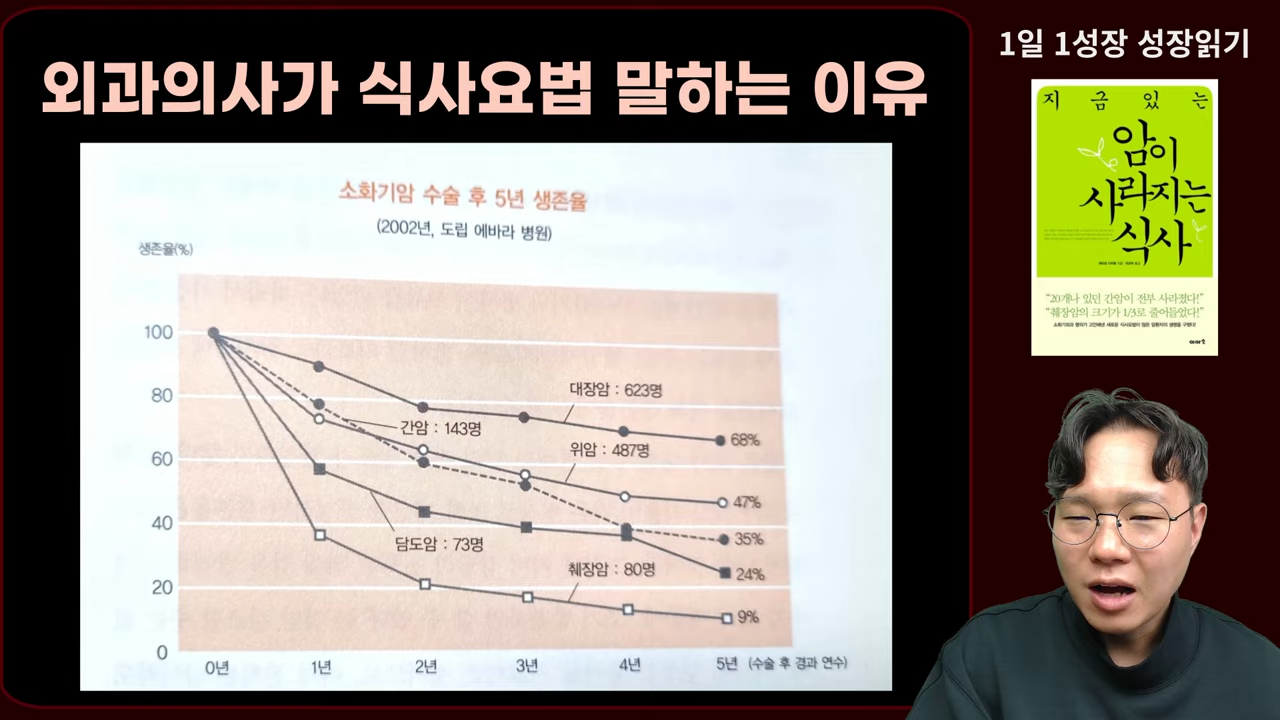 외과의사가 식사요법 말하는 이유
소화기암 수술 후 5년 생존율
(2002년, 도립 에바라 병원)
생존율(%)
100
80
60
40
20
0
대장암 : 623명
간암 : 143명
위암 : 487명
담도암 : 73명
췌장암 : 80명
68%
47%
35%
24%
9%
0년 1년 2년 3년 4년 5년 (수술 후 경과 연수)
1일 1성장 성장읽기
지금 있는
암이
사라지는
식사
“20개나 있던 간암이 전부 사라졌다!”
“췌장암의 크기가 1/3로 줄어들었다!”